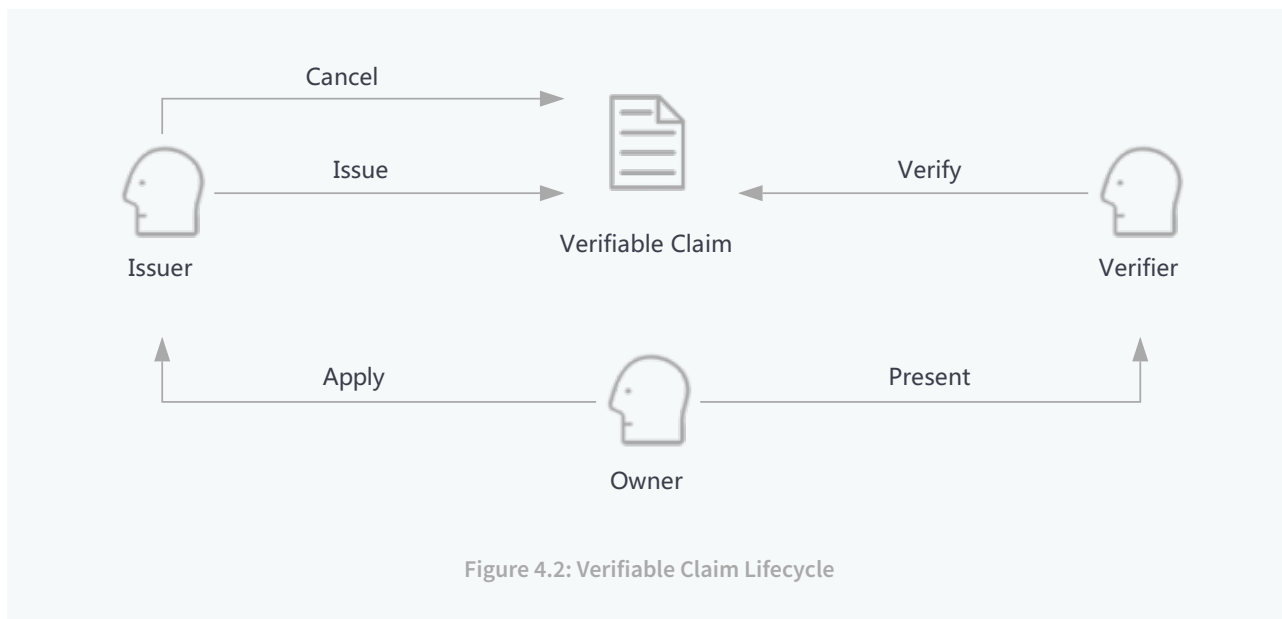 Cancel
Issue
Verify
Verifiable Claim
Issuer
Verifier
Apply
Present
Owner
Figure 4.2: Verifiable Claim Lifecycle